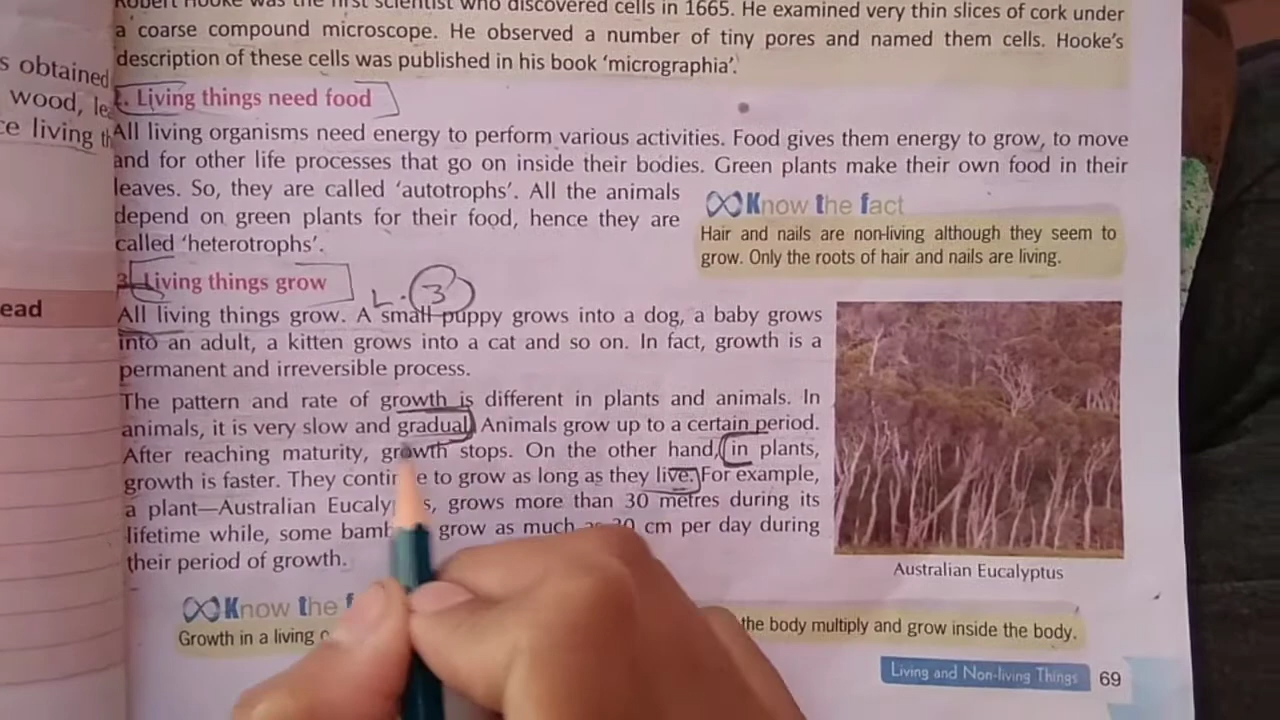 Robert Hooke was the first scientist who discovered cells in 1665. He examined very thin slices of cork under
a coarse compound microscope. He observed a number of tiny pores and named them cells. Hooke's
description of these cells was published in his book 'micrographia'.
s obtained
wood,
living
ead
2. Living things need food
All living organisms need energy to perform various activities. Food gives them energy to grow, to move
and for other life processes that go on inside their bodies. Green plants make their own food in their
leaves. So, they are called 'autotrophs'. All the animals
depend on green plants for their food, hence they are
called 'heterotrophs'.
Know the fact
Hair and nails are non-living although they seem to
grow. Only the roots of hair and nails are living.
3. Living things grow
L. 3
All living things grow. A small puppy grows into a dog, a baby grows
into an adult, a kitten grows into a cat and so on. In fact, growth is a
permanent and irreversible process.
The pattern and rate of growth is different in plants and animals. In
animals, it is very slow and gradual. Animals grow up to a certain period.
After reaching maturity, growth stops. On the other hand, in plants,
growth is faster. They continue to grow as long as they live. For example,
a plant—Australian Eucalyptus, grows more than 30 metres during its
lifetime while, some grow as much as 30 cm per day during
their period of growth.
Australian Eucalyptus
Know the
Growth in a living the body multiply and grow inside the body.
Living and Non-living Things 69